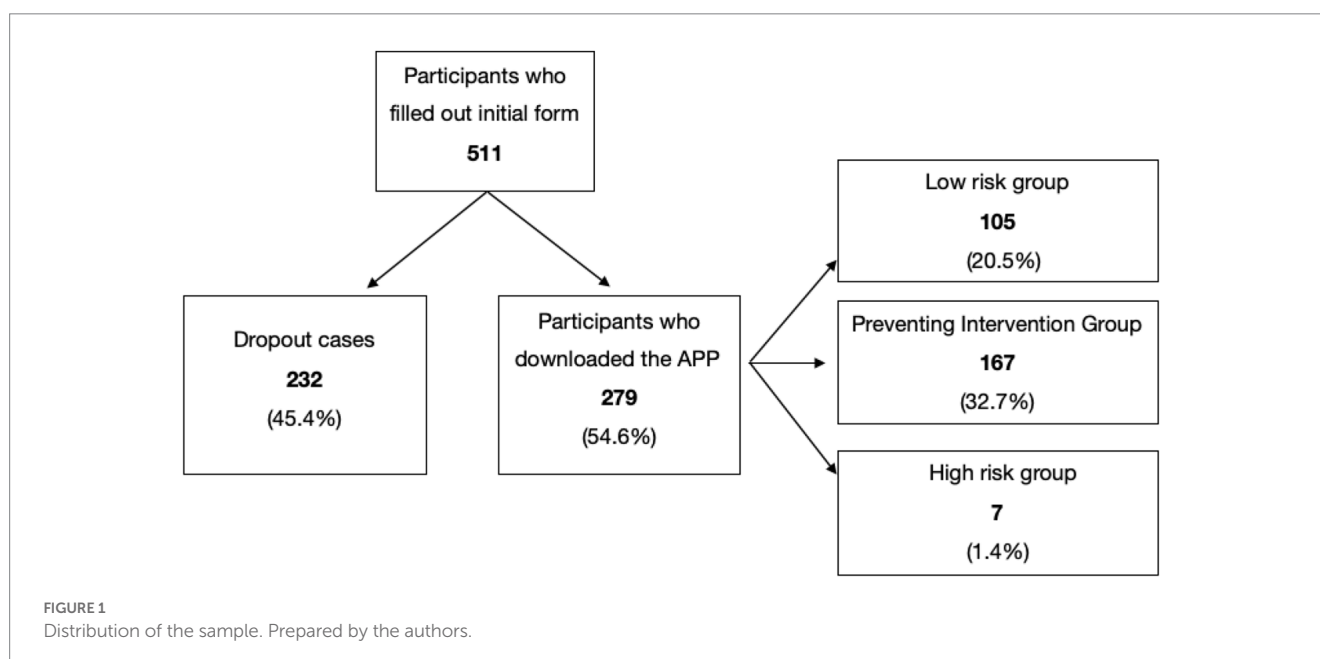 Participants who
filled out initial form
511
Dropout cases
232
(45.4%)
Participants who
downloaded the APP
279
(54.6%)
Low risk group
105
(20.5%)
Preventing Intervention Group
167
(32.7%)
High risk group
7
(1.4%)
FIGURE 1
Distribution of the sample. Prepared by the authors.